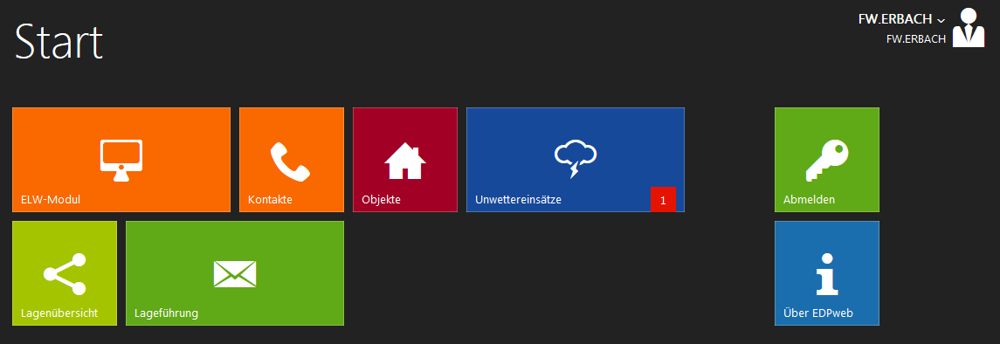 Start
FW.ERBACH
FW.ERBACH
ELW-Modul
Kontakte
Objekte
Unwettereinsätze
1
Abmelden
Lagenübersicht
Lageführung
Über EDPweb